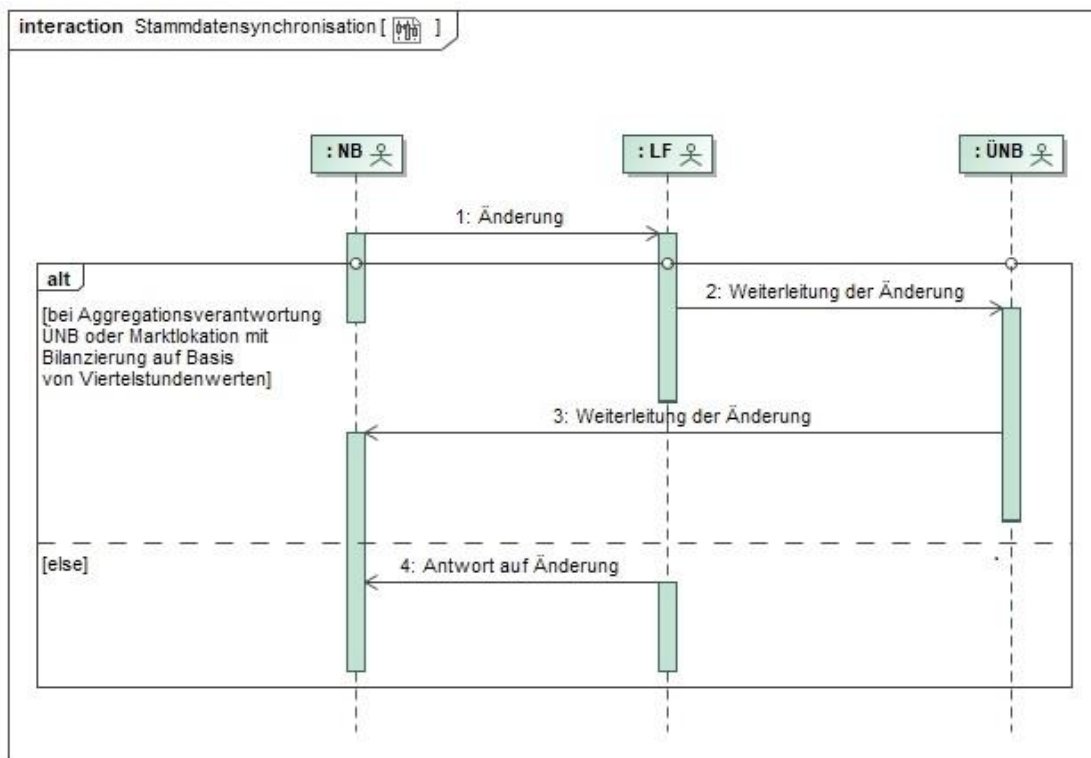 interaction Stammdatensynchronisation [ ]
: NB
: LF
: ÜNB
1: Änderung
alt
2: Weiterleitung der Änderung
[bei Aggregationsverantwortung
ÜNB oder Marktlokation mit
Bilanzierung auf Basis
von Viertelstundenwerten]
3: Weiterleitung der Änderung
[else]
4: Antwort auf Änderung